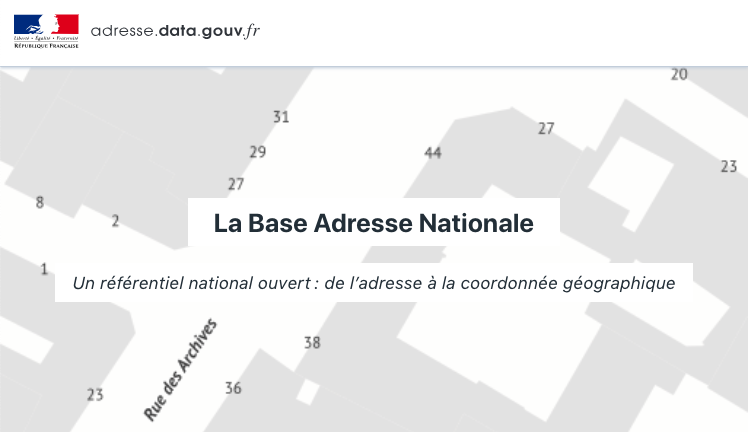 Liberté • Égalité • Fraternité
RÉPUBLIQUE FRANÇAISE
adresse.data.gouv.fr
20
31
27
29
44
23
27
8
2
La Base Adresse Nationale
1
Un référentiel national ouvert : de l’adresse à la coordonnée géographique
38
Rue des Archives
36
23